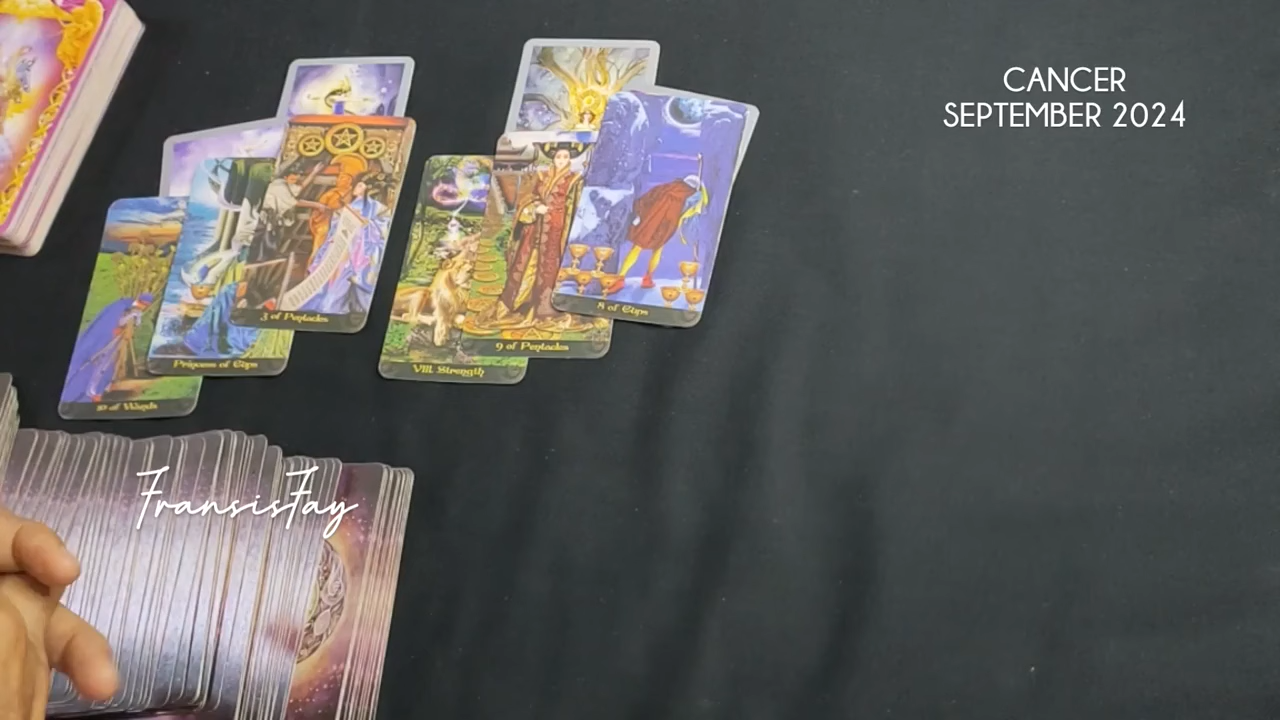 CANCER
SEPTEMBER 2024
3 of Pentacles
8 of Cups
9 of Pentacles
Princess of Cups
VIII. Strength
10 of Wands
FransisFay